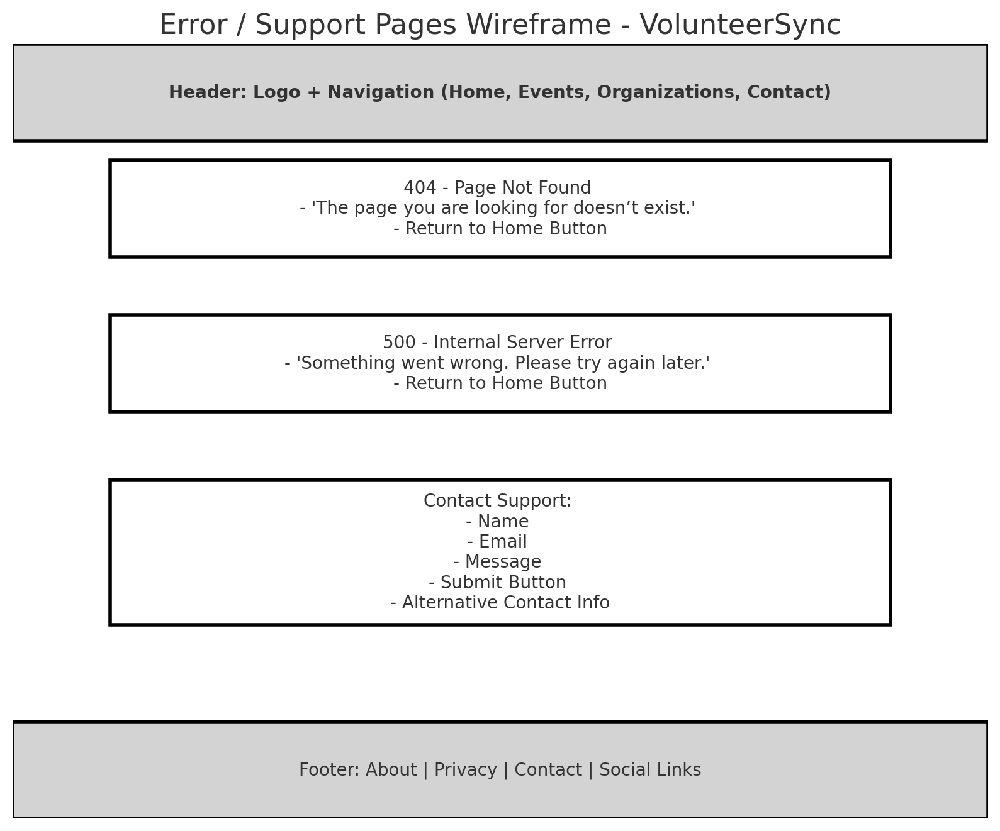 Error / Support Pages Wireframe - VolunteerSync
Header: Logo + Navigation (Home, Events, Organizations, Contact)
404 - Page Not Found
- 'The page you are looking for doesn’t exist.'
- Return to Home Button
500 - Internal Server Error
- 'Something went wrong. Please try again later.'
- Return to Home Button
Contact Support:
- Name
- Email
- Message
- Submit Button
- Alternative Contact Info
Footer: About | Privacy | Contact | Social Links